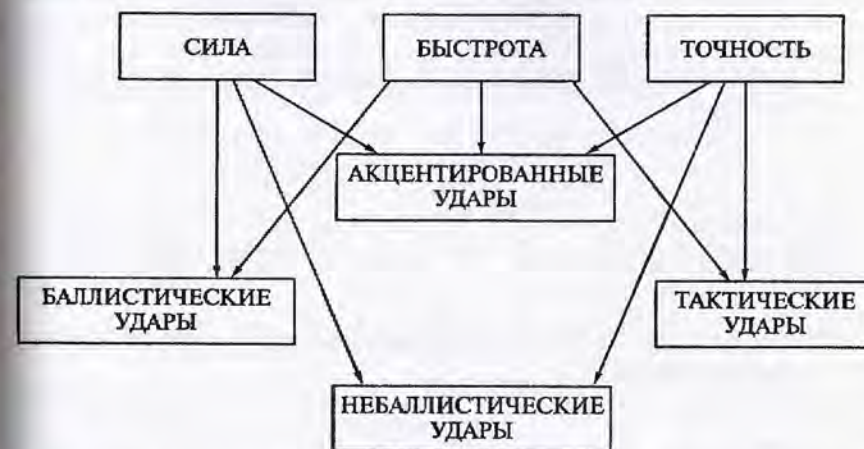 СИЛА
БЫСТРОТА
ТОЧНОСТЬ
АКЦЕНТИРОВАННЫЕ
УДАРЫ
БАЛЛИСТИЧЕСКИЕ
УДАРЫ
ТАКТИЧЕСКИЕ
УДАРЫ
НЕБАЛЛИСТИЧЕСКИЕ
УДАРЫ